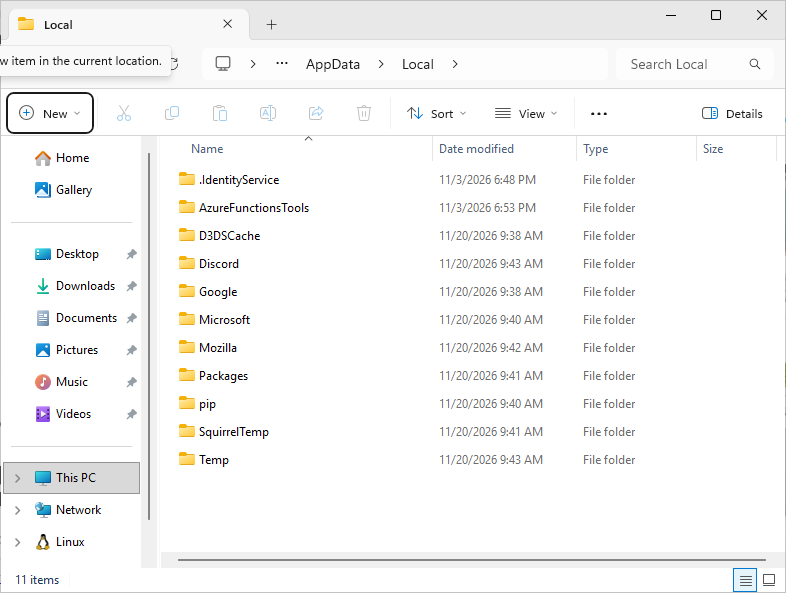 Local
w item in the current location.
AppData
Local
Search Local
New
Sort
View
Details
Name Date modified Type Size
Home
Gallery
Desktop
Downloads
Documents
Pictures
Music
Videos
This PC
Network
Linux
.IdentityService 11/3/2026 6:48 PM File folder
AzureFunctionsTools 11/3/2026 6:53 PM File folder
D3DSCache 11/20/2026 9:38 AM File folder
Discord 11/20/2026 9:43 AM File folder
Google 11/20/2026 9:38 AM File folder
Microsoft 11/20/2026 9:40 AM File folder
Mozilla 11/20/2026 9:42 AM File folder
Packages 11/20/2026 9:41 AM File folder
pip 11/20/2026 9:40 AM File folder
SquirrelTemp 11/20/2026 9:41 AM File folder
Temp 11/20/2026 9:43 AM File folder
11 items